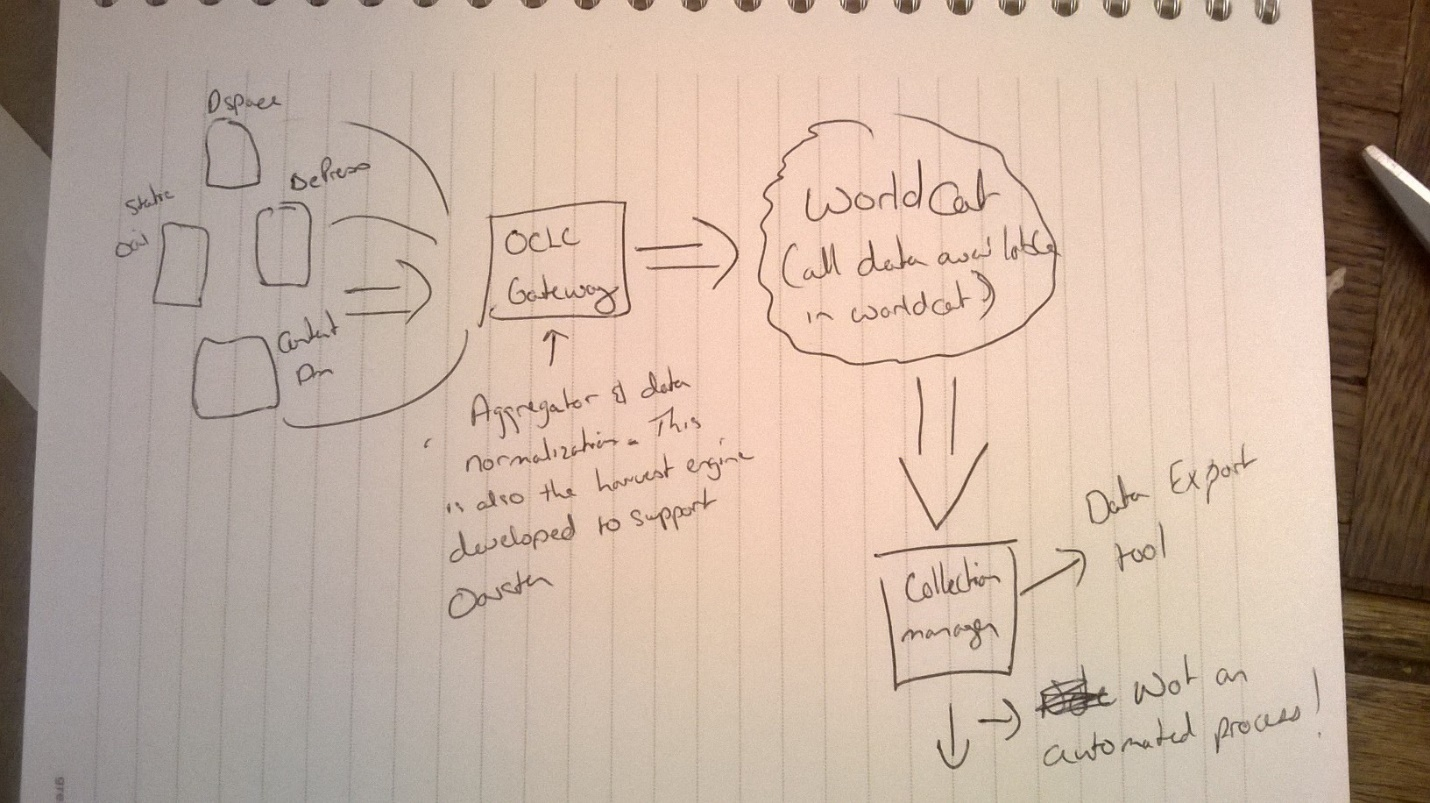 Dspace
DePress
Static
OAI
Content
Dm
OCLC
Gateway
Aggregator & data
normalization. This
is also the harvest engine
developed to support
Oaister
WorldCat
(all data available
in worldcat)
Collection
manager
Data Export
tool
Not an
automated process!